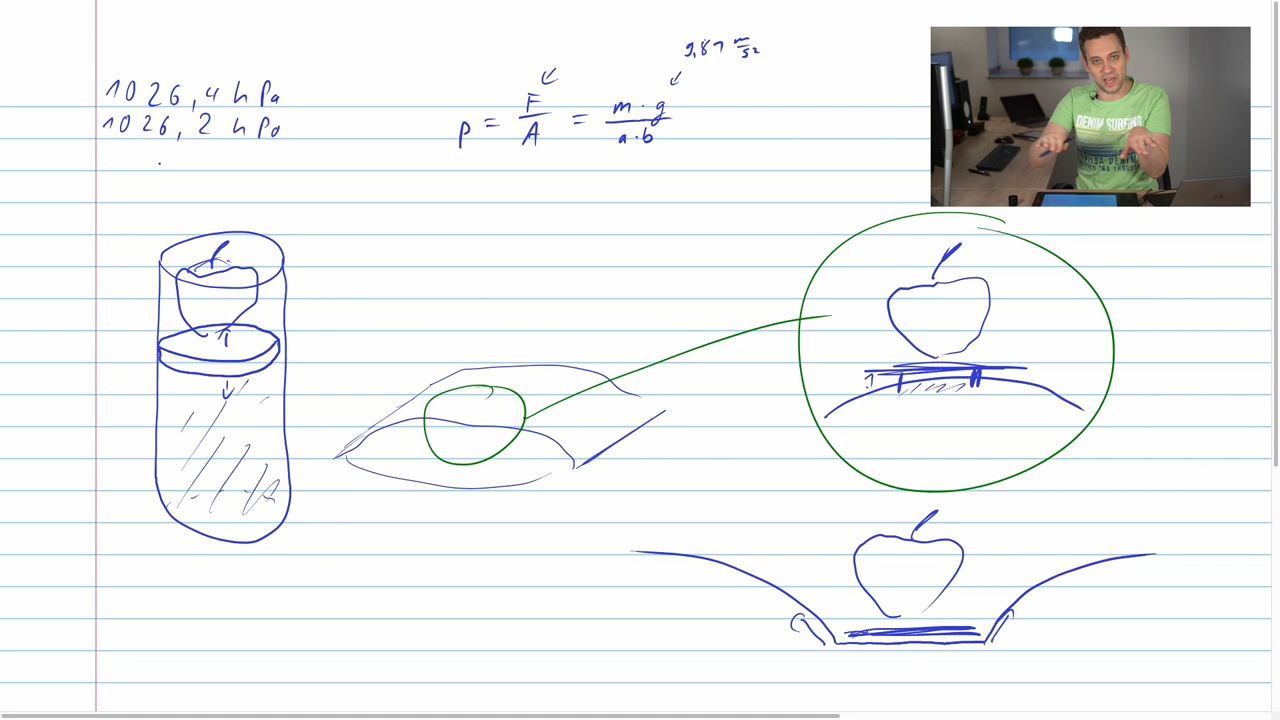 1026,4 hPa
1026,2 hPa
p = F/A = m·g/a·b
9,87 m/s²
DENIM SURFING